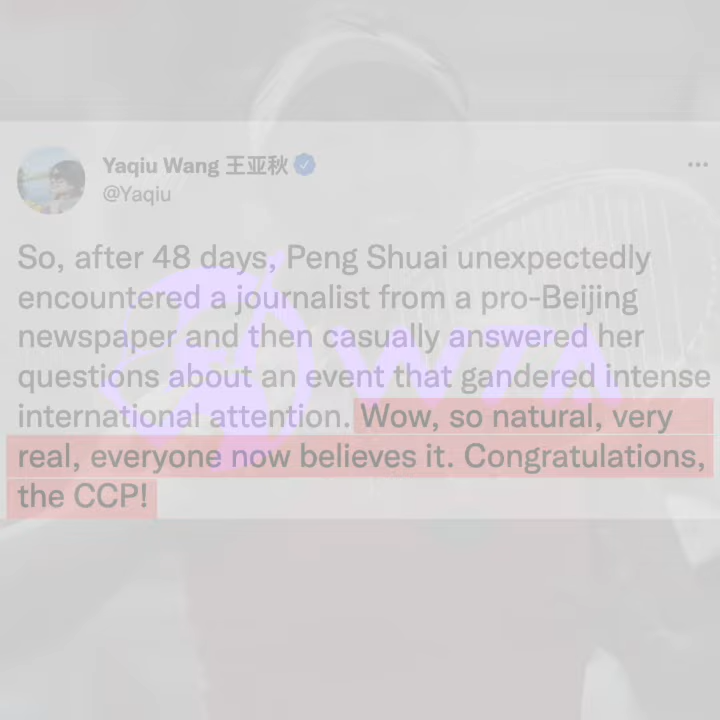 Yaqiu Wang 王亚秋
@Yaqiu
So, after 48 days, Peng Shuai unexpectedly
encountered a journalist from a pro-Beijing
newspaper and then casually answered her
questions about an event that gandered intense
international attention. Wow, so natural, very
real, everyone now believes it. Congratulations,
the CCP!
WTA